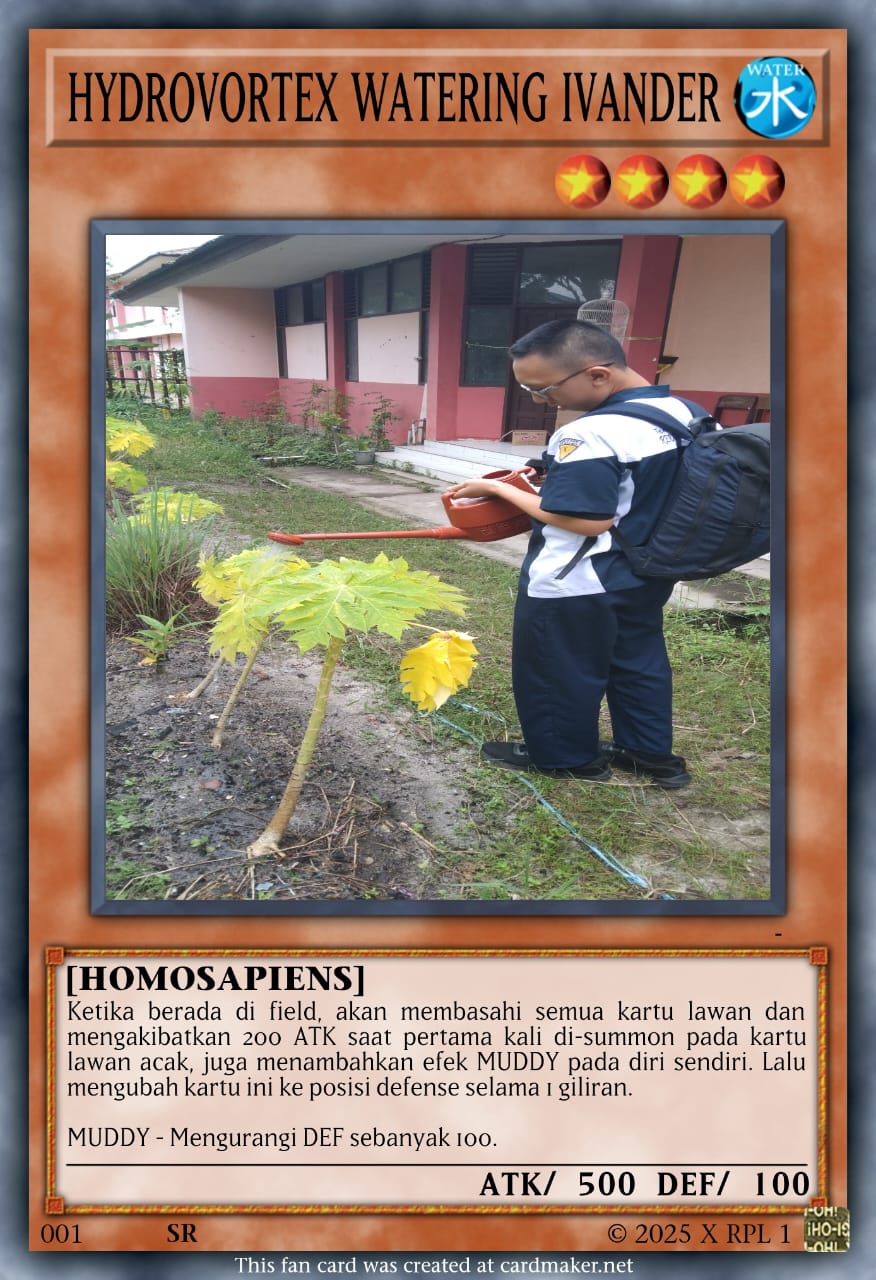 HYDROVORTEX WATERING IVANDER
WATER
水
[HOMOSAPIENS]
Ketika berada di field, akan membasahi semua kartu lawan dan
mengakibatkan 200 ATK saat pertama kali di-summon pada kartu
lawan acak, juga menambahkan efek MUDDY pada diri sendiri. Lalu
mengubah kartu ini ke posisi defense selama 1 giliran.
MUDDY - Mengurangi DEF sebanyak 100.
ATK/ 500 DEF/ 100
001
SR
© 2025 X RPL 1
This fan card was created at cardmaker.net